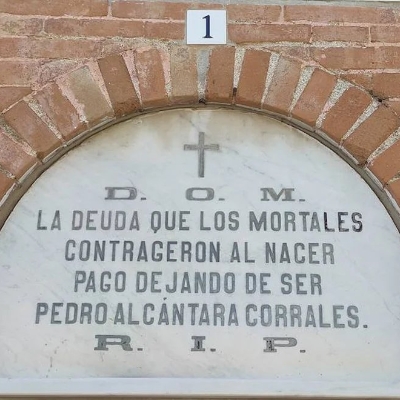 1
D. O. M.
LA DEUDA QUE LOS MORTALES
CONTRAGERON AL NACER
PAGO DEJANDO DE SER
PEDRO ALCÁNTARA CORRALES.
R. I. P.